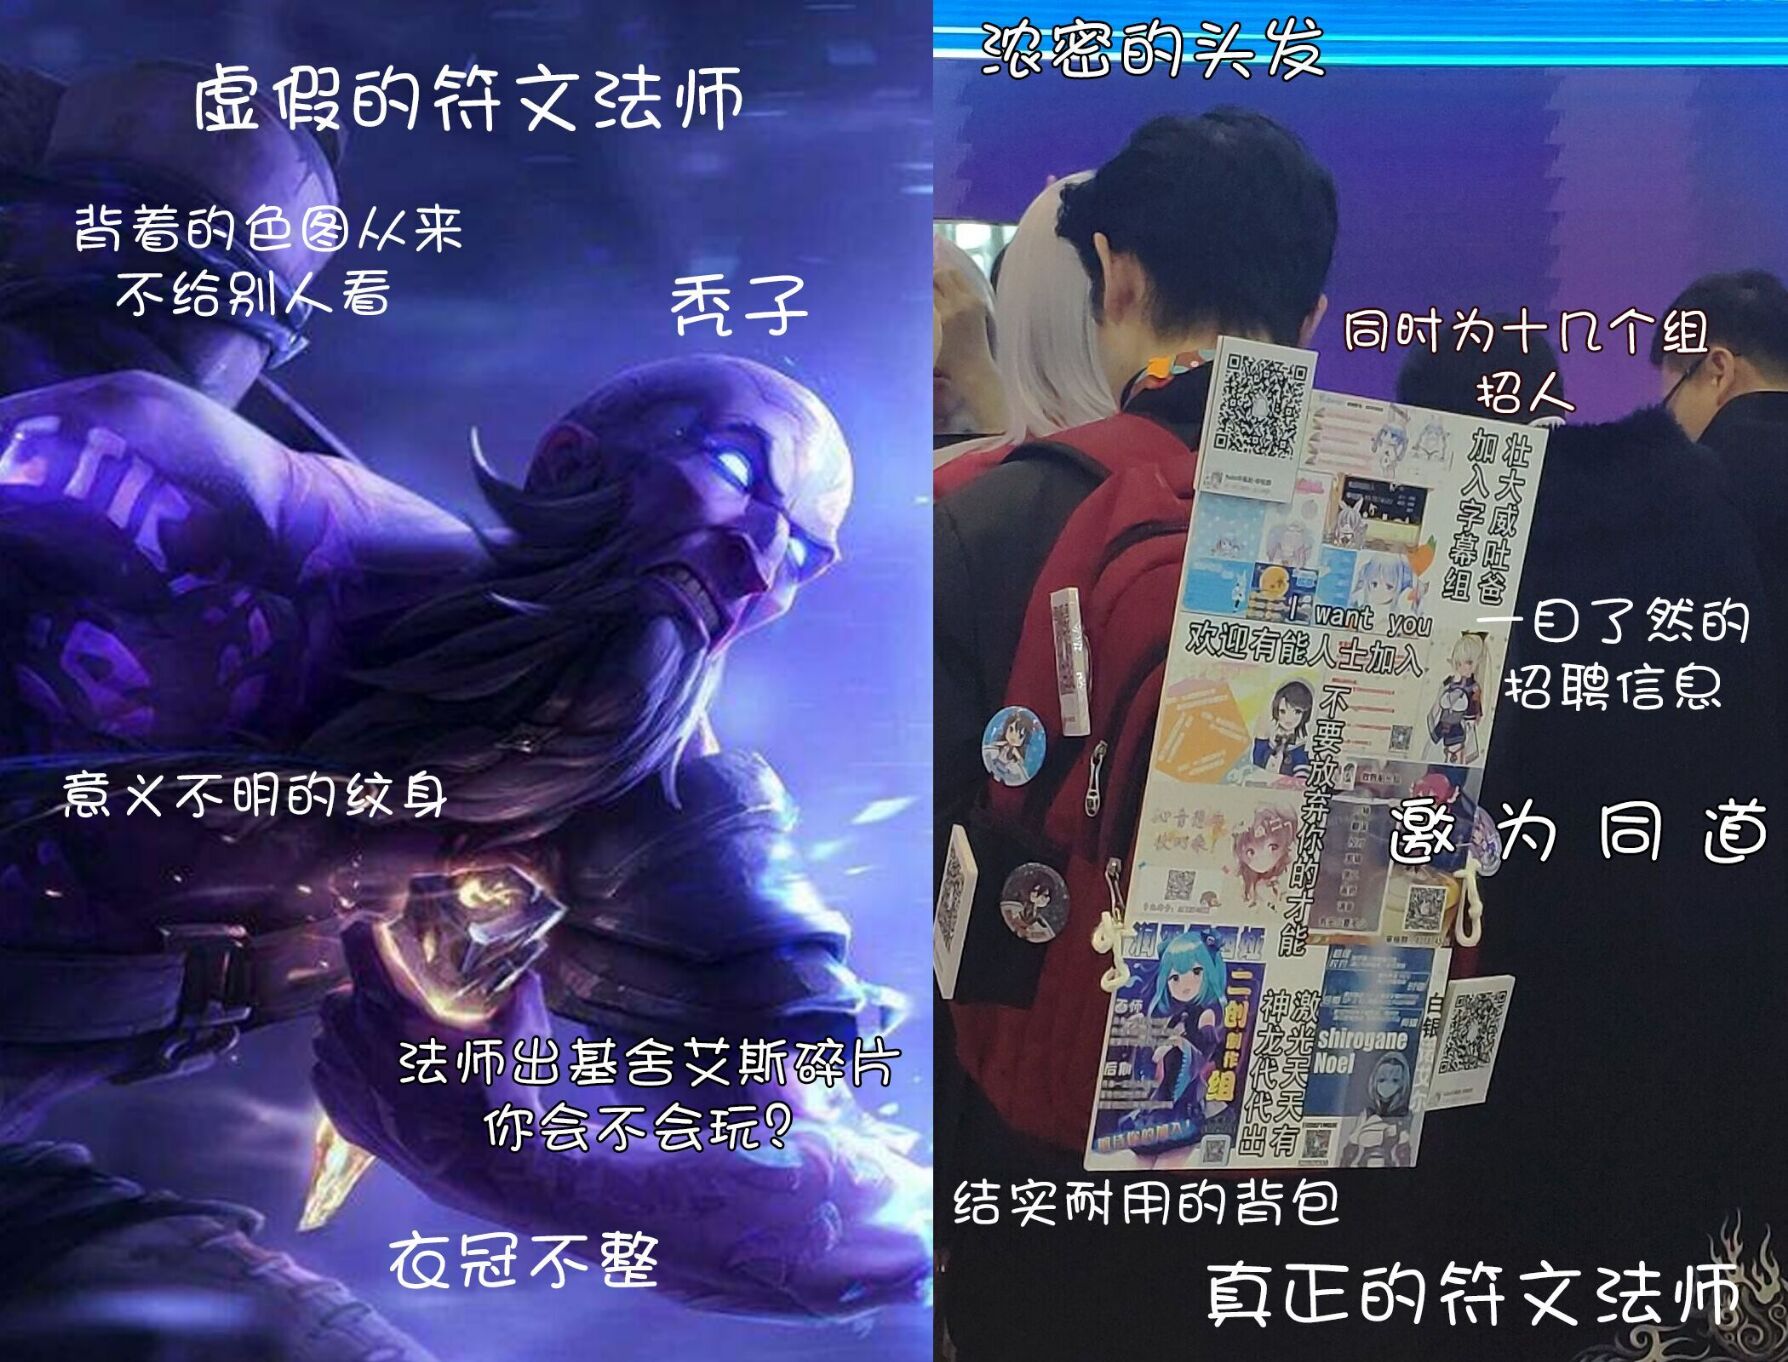 虚假的符文法师
背着的色图从来
不给别人看
秃子
意义不明的纹身
法师出基舍艾斯碎片
你会不会玩?
衣冠不整
浓密的头发
同时为十几个组
招人
壮大威吐爸
加入字幕组
I want you
欢迎有能人士加入
一目了然的
招聘信息
不要放弃你的才能
邀为同道
二创制作组
激光天天有
神龙代代出
shirogane
Noel
结实耐用的背包
真正的符文法师